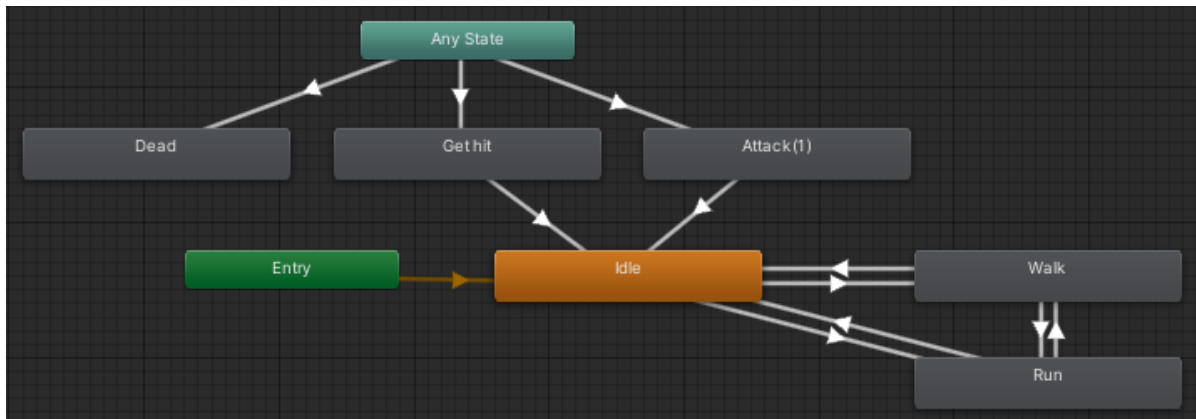 Any State
Dead
Get hit
Attack(1)
Entry
Idle
Walk
Run